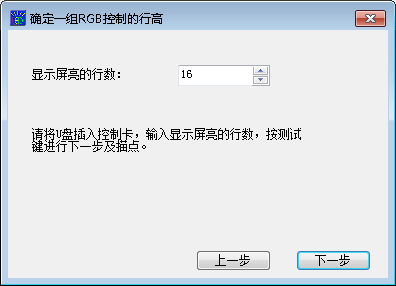 确定一组RGB控制的行高
显示屏亮的行数： 16
请将U盘插入控制卡，输入显示屏亮的行数，按测试
键进行下一步及描点。
上一步 下一步